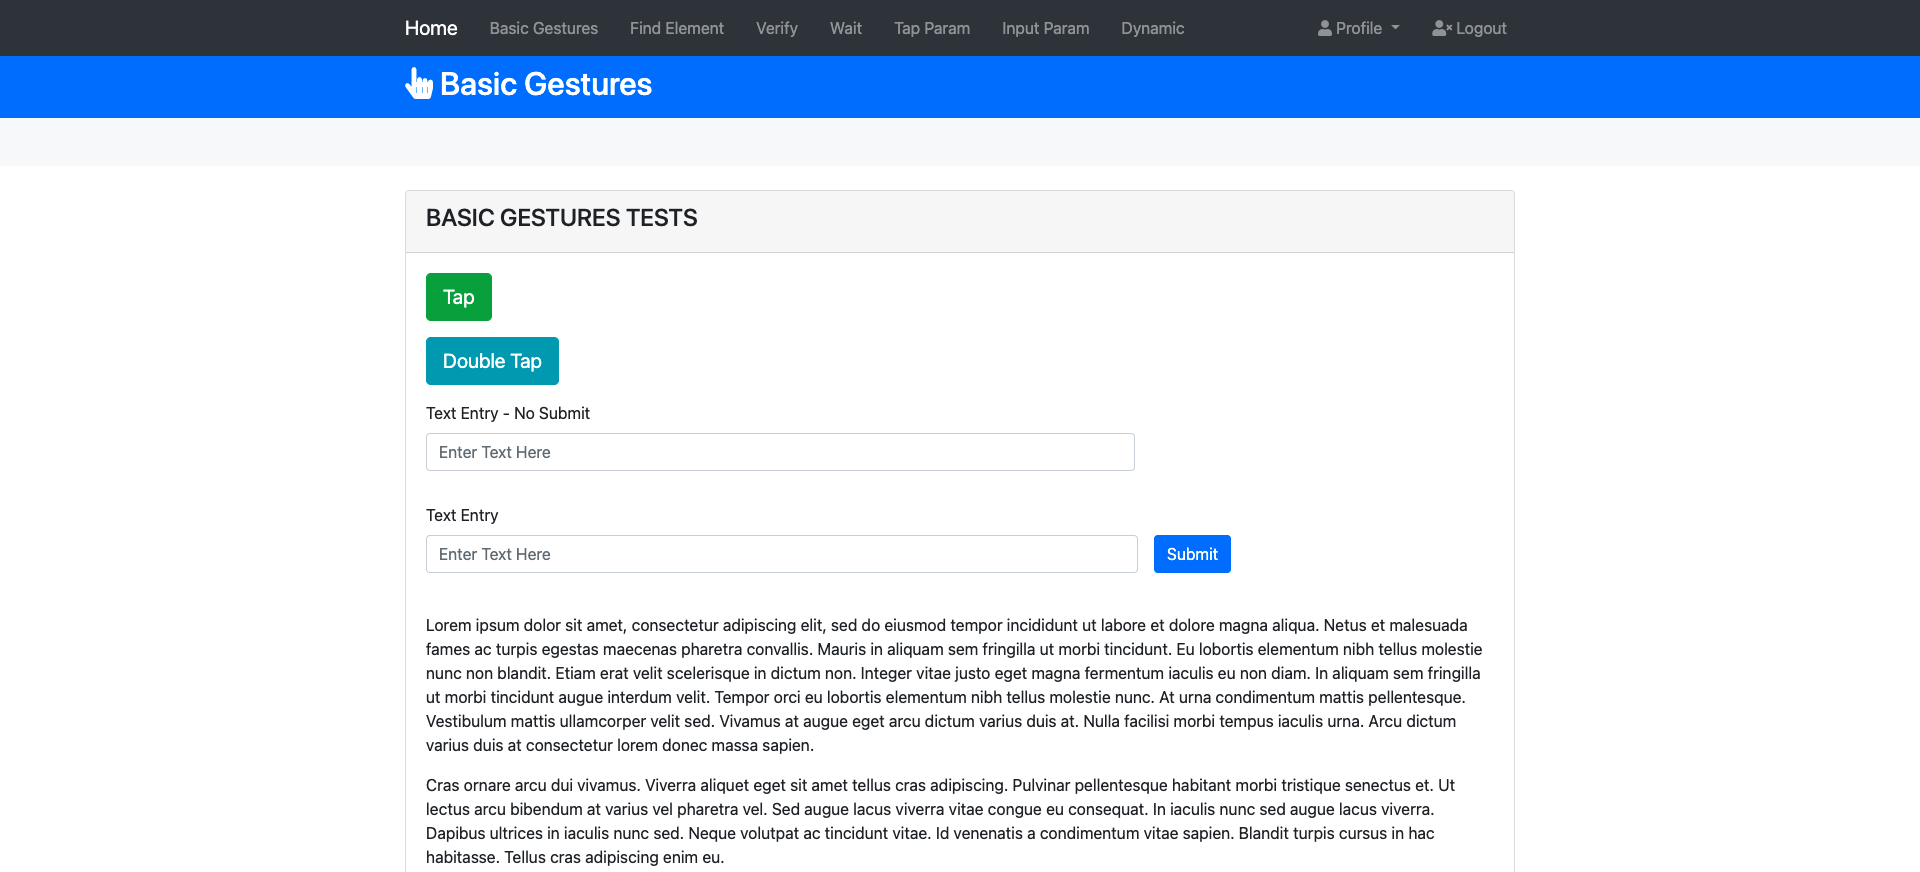 Home Basic Gestures Find Element Verify Wait Tap Param Input Param Dynamic Profile Logout
Basic Gestures
BASIC GESTURES TESTS
Tap
Double Tap
Text Entry - No Submit
Enter Text Here
Text Entry
Enter Text Here Submit
Lorem ipsum dolor sit amet, consectetur adipiscing elit, sed do eiusmod tempor incididunt ut labore et dolore magna aliqua. Netus et malesuada
fames ac turpis egestas maecenas pharetra convallis. Mauris in aliquam sem fringilla ut morbi tincidunt. Eu lobortis elementum nibh tellus molestie
nunc non blandit. Etiam erat velit scelerisque in dictum non. Integer vitae justo eget magna fermentum iaculis eu non diam. In aliquam sem fringilla
ut morbi tincidunt augue interdum velit. Tempor orci eu lobortis elementum nibh tellus molestie nunc. At urna condimentum mattis pellentesque.
Vestibulum mattis ullamcorper velit sed. Vivamus at augue eget arcu dictum varius duis at. Nulla facilisi morbi tempus iaculis urna. Arcu dictum
varius duis at consectetur lorem donec massa sapien.
Cras ornare arcu dui vivamus. Viverra aliquet eget sit amet tellus cras adipiscing. Pulvinar pellentesque habitant morbi tristique senectus et. Ut
lectus arcu bibendum at varius vel pharetra vel. Sed augue lacus viverra vitae congue eu consequat. In iaculis nunc sed augue lacus viverra.
Dapibus ultrices in iaculis nunc sed. Neque volutpat ac tincidunt vitae. Id venenatis a condimentum vitae sapien. Blandit turpis cursus in hac
habitasse. Tellus cras adipiscing enim eu.